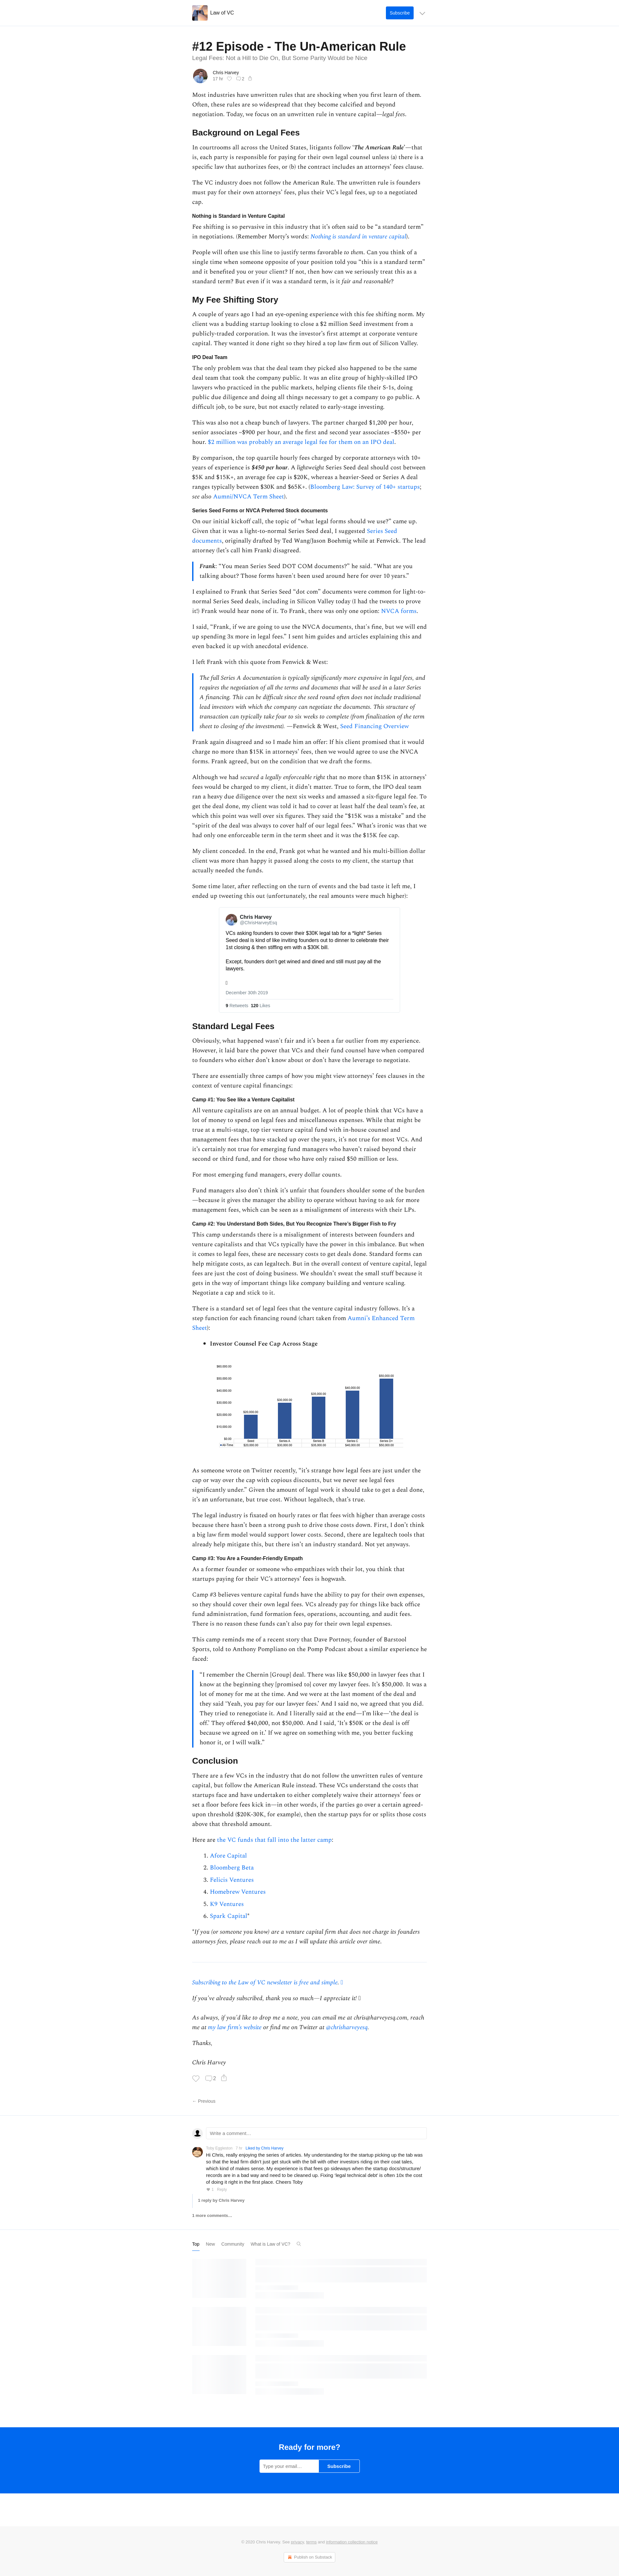 Law of VC
Subscribe
#12 Episode - The Un-American Rule
Legal Fees: Not a Hill to Die On, But Some Parity Would be Nice
Chris Harvey
17 hr
2
Most industries have unwritten rules that are shocking when you first learn of them.
Often, these rules are so widespread that they become calcified and beyond
negotiation. Today, we focus on an unwritten rule in venture capital—legal fees.
Background on Legal Fees
In courtrooms all across the United States, litigants follow ‘The American Rule’—that
is, each party is responsible for paying for their own legal counsel unless (a) there is a
specific law that authorizes fees, or (b) the contract includes an attorneys’ fees clause.
The VC industry does not follow the American Rule. The unwritten rule is founders
must pay for their own attorneys’ fees, plus their VC’s legal fees, up to a negotiated
cap.
Nothing is Standard in Venture Capital
Fee shifting is so pervasive in this industry that it’s often said to be “a standard term”
in negotiations. (Remember Morty’s words: Nothing is standard in venture capital).
People will often use this line to justify terms favorable to them. Can you think of a
single time when someone opposite of your position told you “this is a standard term”
and it benefited you or your client? If not, then how can we seriously treat this as a
standard term? But even if it was a standard term, is it fair and reasonable?
My Fee Shifting Story
A couple of years ago I had an eye-opening experience with this fee shifting norm. My
client was a budding startup looking to close a $2 million Seed investment from a
publicly-traded corporation. It was the investor’s first attempt at corporate venture
capital. They wanted it done right so they hired a top law firm out of Silicon Valley.
IPO Deal Team
The only problem was that the deal team they picked also happened to be the same
deal team that took the company public. It was an elite group of highly-skilled IPO
lawyers who practiced in the public markets, helping clients file their S-1s, doing
public due diligence and doing all things necessary to get a company to go public. A
difficult job, to be sure, but not exactly related to early-stage investing.
This was also not a cheap bunch of lawyers. The partner charged $1,200 per hour,
senior associates ~$900 per hour, and the first and second year associates ~$550+ per
hour. $2 million was probably an average legal fee for them on an IPO deal.
By comparison, the top quartile hourly fees charged by corporate attorneys with 10+
years of experience is $450 per hour. A lightweight Series Seed deal should cost between
$5K and $15K+, an average fee cap is $20K, whereas a heavier-Seed or Series A deal
ranges typically between $30K and $65K+. (Bloomberg Law: Survey of 140+ startups;
see also Aumni/NVCA Term Sheet).
Series Seed Forms or NVCA Preferred Stock documents
On our initial kickoff call, the topic of “what legal forms should we use?” came up.
Given that it was a light-to-normal Series Seed deal, I suggested Series Seed
documents, originally drafted by Ted Wang/Jason Boehmig while at Fenwick. The lead
attorney (let’s call him Frank) disagreed.
Frank: “You mean Series Seed DOT COM documents?” he said. “What are you
talking about? These forms haven’t been used around here for over 10 years.”
I explained to Frank that Series Seed “dot com” documents were common for light-to-
normal Series Seed deals, including in Silicon Valley today (I had the tweets to prove
it!) Frank would hear none of it. To Frank, there was only one option: NVCA forms.
I said, “Frank, if we are going to use the NVCA documents, that’s fine, but we will end
up spending 3x more in legal fees.” I sent him guides and articles explaining this and
even backed it up with anecdotal evidence.
I left Frank with this quote from Fenwick & West:
The full Series A documentation is typically significantly more expensive in legal fees, and
requires the negotiation of all the terms and documents that will be used in a later Series
A financing. This can be difficult since the seed round often does not include traditional
lead investors with which the company can negotiate the documents. This structure of
transaction can typically take four to six weeks to complete (from finalization of the term
sheet to closing of the investment). —Fenwick & West, Seed Financing Overview
Frank again disagreed and so I made him an offer: If his client promised that it would
charge no more than $15K in attorneys’ fees, then we would agree to use the NVCA
forms. Frank agreed, but on the condition that we draft the forms.
Although we had secured a legally enforceable right that no more than $15K in attorneys’
fees would be charged to my client, it didn’t matter. True to form, the IPO deal team
ran a heavy due diligence over the next six weeks and amassed a six-figure legal fee. To
get the deal done, my client was told it had to cover at least half the deal team’s fee, at
which this point was well over six figures. They said the “$15K was a mistake” and the
“spirit of the deal was always to cover half of our legal fees.” What’s ironic was that we
had only one enforceable term in the term sheet and it was the $15K fee cap.
My client conceded. In the end, Frank got what he wanted and his multi-billion dollar
client was more than happy it passed along the costs to my client, the startup that
actually needed the funds.
Some time later, after reflecting on the turn of events and the bad taste it left me, I
ended up tweeting this out (unfortunately, the real amounts were much higher):
Chris Harvey
@ChrisHarveyEsq
VCs asking founders to cover their $30K legal tab for a *light* Series
Seed deal is kind of like inviting founders out to dinner to celebrate their
1st closing & then stiffing em with a $30K bill.
Except, founders don't get wined and dined and still must pay all the
lawyers.
December 30th 2019
9 Retweets 120 Likes
Standard Legal Fees
Obviously, what happened wasn’t fair and it’s been a far outlier from my experience.
However, it laid bare the power that VCs and their fund counsel have when compared
to founders who either don’t know about or don’t have the leverage to negotiate.
There are essentially three camps of how you might view attorneys’ fees clauses in the
context of venture capital financings:
Camp #1: You See like a Venture Capitalist
All venture capitalists are on an annual budget. A lot of people think that VCs have a
lot of money to spend on legal fees and miscellaneous expenses. While that might be
true at a multi-stage, top tier venture capital fund with in-house counsel and
management fees that have stacked up over the years, it’s not true for most VCs. And
it’s certainly not true for emerging fund managers who haven’t raised beyond their
second or third fund, and for those who have only raised $50 million or less.
For most emerging fund managers, every dollar counts.
Fund managers also don’t think it’s unfair that founders shoulder some of the burden
—because it gives the manager the ability to operate without having to ask for more
management fees, which can be seen as a misalignment of interests with their LPs.
Camp #2: You Understand Both Sides, But You Recognize There’s Bigger Fish to Fry
This camp understands there is a misalignment of interests between founders and
venture capitalists and that VCs typically have the power in this imbalance. But when
it comes to legal fees, these are necessary costs to get deals done. Standard forms can
help mitigate costs, as can legaltech. But in the overall context of venture capital, legal
fees are just the cost of doing business. We shouldn’t sweat the small stuff because it
gets in the way of important things like company building and venture scaling.
Negotiate a cap and stick to it.
There is a standard set of legal fees that the venture capital industry follows. It’s a
step function for each financing round (chart taken from Aumni’s Enhanced Term
Sheet):
Investor Counsel Fee Cap Across Stage
$60,000.00
$50,000.00
$40,000.00
$30,000.00
$20,000.00
$10,000.00
$0.00
$20,000.00
$30,000.00
$35,000.00
$40,000.00
$50,000.00
Seed
Series A
Series B
Series C
Series D+
All Time
$20,000.00
$30,000.00
$35,000.00
$40,000.00
$50,000.00
As someone wrote on Twitter recently, “it’s strange how legal fees are just under the
cap or way over the cap with copious discounts, but we never see legal fees
significantly under.” Given the amount of legal work it should take to get a deal done,
it’s an unfortunate, but true cost. Without legaltech, that’s true.
The legal industry is fixated on hourly rates or flat fees with higher than average costs
because there hasn’t been a strong push to drive those costs down. First, I don’t think
a big law firm model would support lower costs. Second, there are legaltech tools that
already help mitigate this, but there isn’t an industry standard. Not yet anyways.
Camp #3: You Are a Founder-Friendly Empath
As a former founder or someone who empathizes with their lot, you think that
startups paying for their VC’s attorneys’ fees is hogwash.
Camp #3 believes venture capital funds have the ability to pay for their own expenses,
so they should cover their own legal fees. VCs already pay for things like back office
fund administration, fund formation fees, operations, accounting, and audit fees.
There is no reason these funds can’t also pay for their own legal expenses.
This camp reminds me of a recent story that Dave Portnoy, founder of Barstool
Sports, told to Anthony Pompliano on the Pomp Podcast about a similar experience he
faced:
“I remember the Chernin [Group] deal. There was like $50,000 in lawyer fees that I
know at the beginning they [promised to] cover my lawyer fees. It’s $50,000. It was a
lot of money for me at the time. And we were at the last moment of the deal and
they said ‘Yeah, you pay for our lawyer fees.’ And I said no, we agreed that you did.
They tried to renegotiate it. And I literally said at the end—I’m like—‘the deal is
off.’ They offered $40,000, not $50,000. And I said, ‘It’s $50K or the deal is off
because we agreed on it.’ If we agree on something with me, you better fucking
honor it, or I will walk.”
Conclusion
There are a few VCs in the industry that do not follow the unwritten rules of venture
capital, but follow the American Rule instead. These VCs understand the costs that
startups face and have undertaken to either completely waive their attorneys’ fees or
set a floor before fees kick in—in other words, if the parties go over a certain agreed-
upon threshold ($20K-30K, for example), then the startup pays for or splits those costs
above that threshold amount.
Here are the VC funds that fall into the latter camp:
1. Afore Capital
2. Bloomberg Beta
3. Felicis Ventures
4. Homebrew Ventures
5. K9 Ventures
6. Spark Capital*
*If you (or someone you know) are a venture capital firm that does not charge its founders
attorneys fees, please reach out to me as I will update this article over time.
Subscribing to the Law of VC newsletter is free and simple.
If you've already subscribed, thank you so much—I appreciate it!
As always, if you'd like to drop me a note, you can email me at chris@harveyesq.com, reach
me at my law firm's website or find me on Twitter at @chrisharveyesq.
Thanks,
Chris Harvey
2
← Previous
Write a comment…
7 hr Liked by Chris Harvey
Hi Chris, really enjoying the series of articles. My understanding for the startup picking up the tab was
so that the lead firm didn't just get stuck with the bill with other investors riding on their coat tales,
which kind of makes sense. My experience is that fees go sideways when the startup docs/structure/
records are in a bad way and need to be cleaned up. Fixing 'legal technical debt' is often 10x the cost
of doing it right in the first place. Cheers Toby
1 Reply
1 reply by Chris Harvey
1 more comments…
Top
New
Community
What is Law of VC?
Ready for more?
Type your email…
Subscribe
© 2020 Chris Harvey. See privacy, terms and information collection notice
Publish on Substack